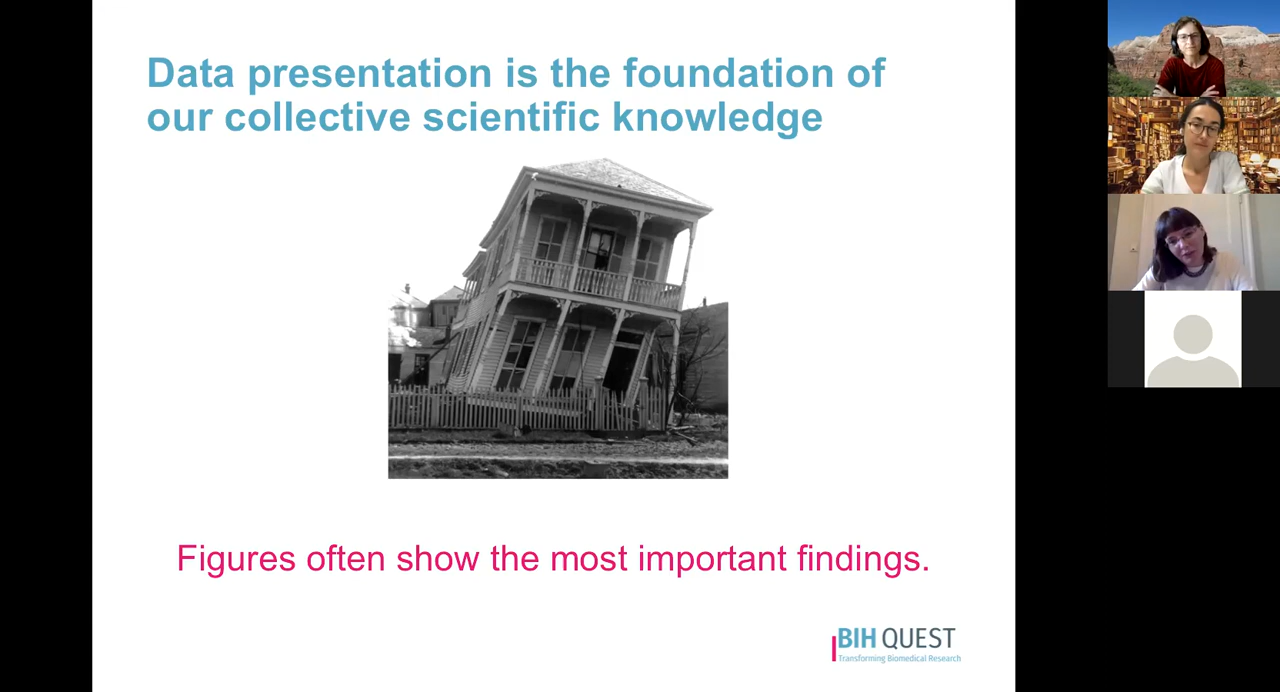 Data presentation is the foundation of
our collective scientific knowledge
Figures often show the most important findings.
BIH QUEST
Transforming Biomedical Research